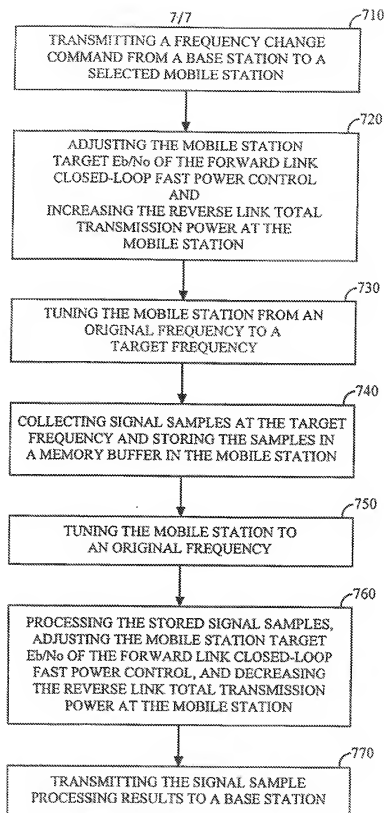 7/7
710
TRANSMITTING A FREQUENCY CHANGE
COMMAND FROM A BASE STATION TO A
SELECTED MOBILE STATION
720
ADJUSTING THE MOBILE STATION
TARGET Eb/No OF THE FORWARD LINK
CLOSED-LOOP FAST POWER CONTROL
AND
INCREASING THE REVERSE LINK TOTAL
TRANSMISSION POWER AT THE
MOBILE STATION
730
TUNING THE MOBILE STATION FROM AN
ORIGINAL FREQUENCY TO A
TARGET FREQUENCY
740
COLLECTING SIGNAL SAMPLES AT THE TARGET
FREQUENCY AND STORING THE SAMPLES IN
A MEMORY BUFFER IN THE MOBILE STATION
750
TUNING THE MOBILE STATION TO
AN ORIGINAL FREQUENCY
760
PROCESSING THE STORED SIGNAL SAMPLES,
ADJUSTING THE MOBILE STATION TARGET
Eb/No OF THE FORWARD LINK CLOSED-LOOP
FAST POWER CONTROL, AND DECREASING
THE REVERSE LINK TOTAL TRANSMISSION
POWER AT THE MOBILE STATION
770
TRANSMITTING THE SIGNAL SAMPLE
PROCESSING RESULTS TO A BASE STATION